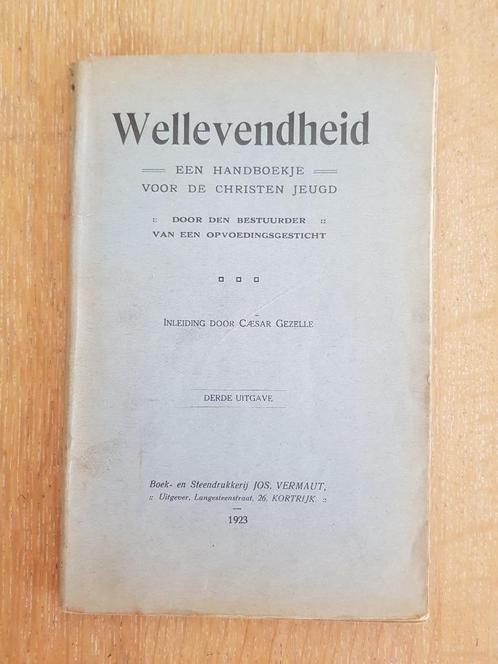 Wellevendheid
EEN HANDBOEKJE
VOOR DE CHRISTEN JEUGD
:: DOOR DEN BESTUURDER ::
VAN EEN OPVOEDINGSGESTICHT
INLEIDING DOOR CÆSAR GEZELLE
DERDE UITGAVE
Boek- en Steendrukkerij JOS. VERMAUT,
:: Uitgever, Langesteenstraat, 26, KORTRIJK ::
1923